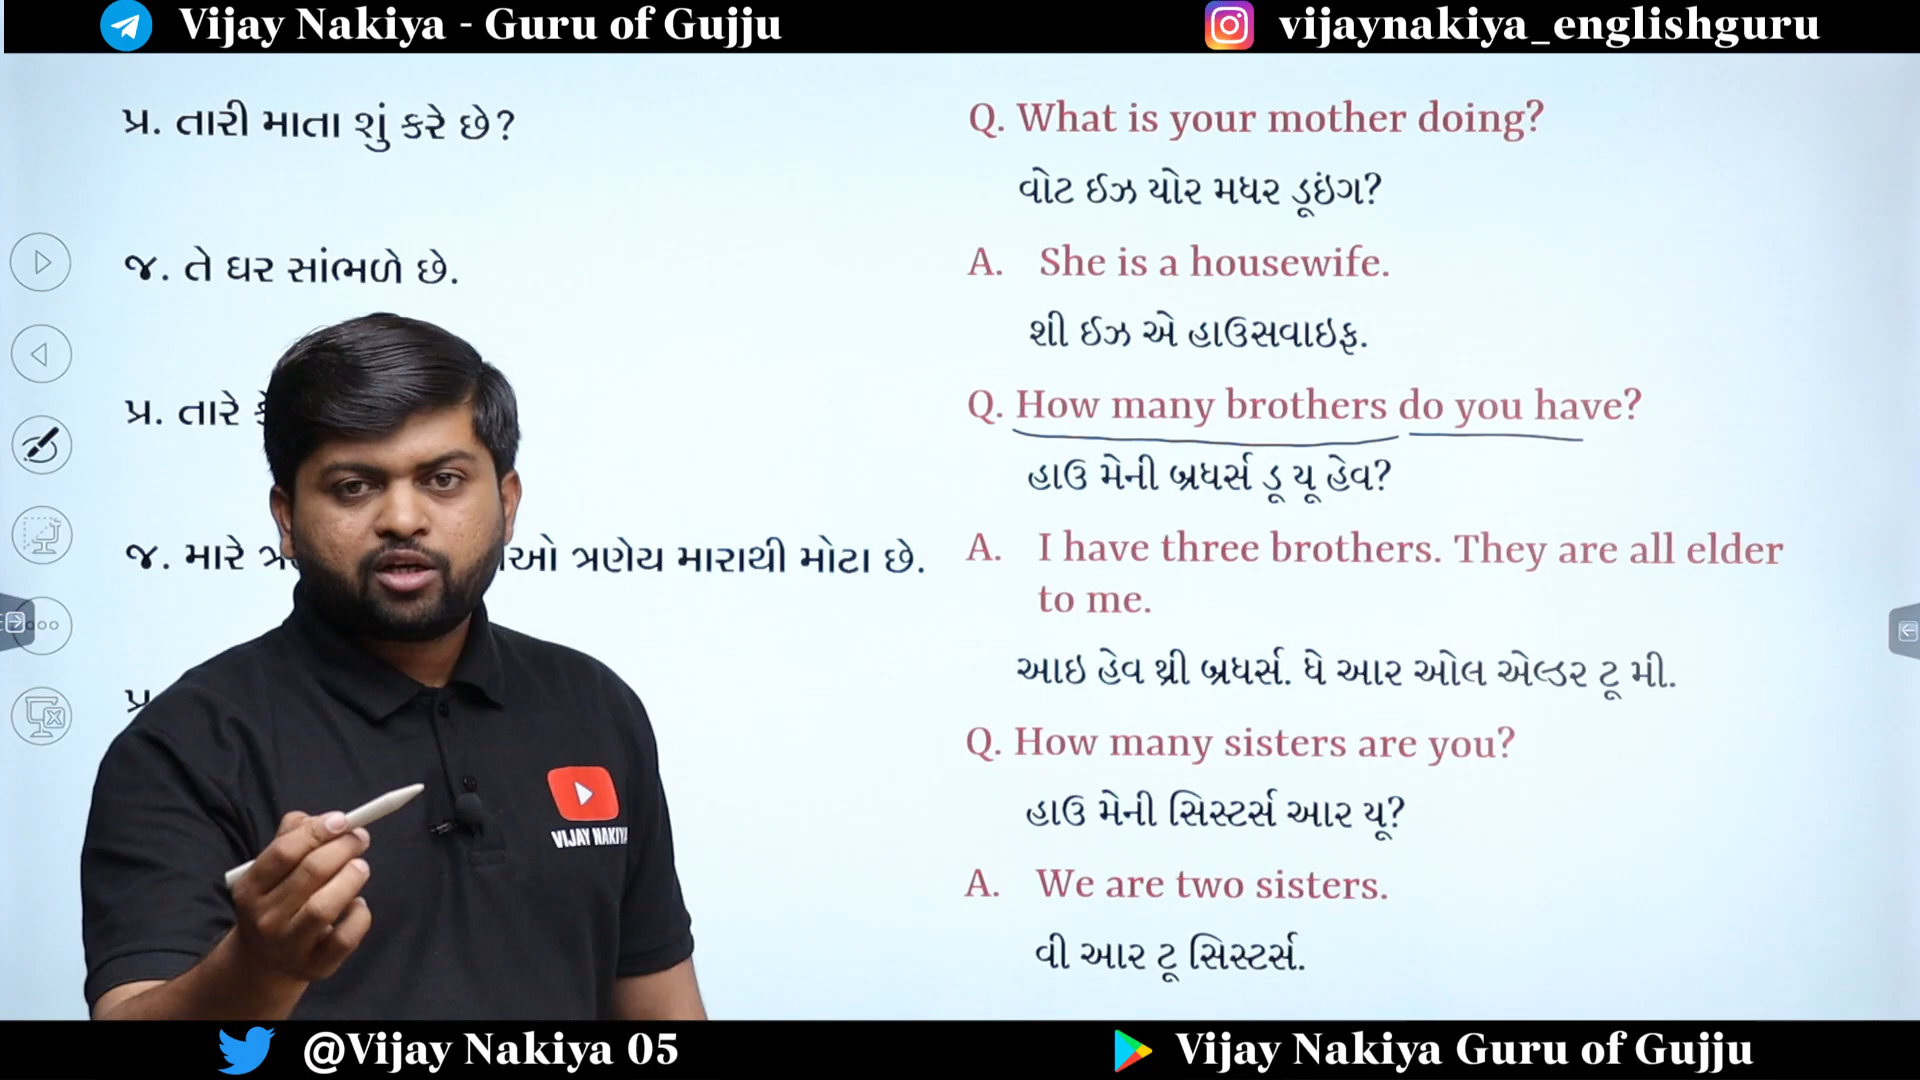 Vijay Nakiya - Guru of Gujju
vijaynakiya_englishguru
પ્ર. તારી માતા શું કરે છે?
જ. તે ઘર સાંભળે છે.
પ્ર. તારે
જ. મારે
ત્રણેય મારાથી મોટા છે.
પ્ર
Q. What is your mother doing?
વોટ ઈઝ યોર મધર ડૂઇંગ?
A. She is a housewife.
શી ઈઝ એ હાઉસવાઇફ.
Q. How many brothers do you have?
હાઉ મેની બ્રધર્સ ડૂ યૂ હેવ?
A. I have three brothers. They are all elder
to me.
આઇ હેવ થ્રી બ્રધર્સ. ધે આર ઓલ એલ્ડર ટૂ મી.
Q. How many sisters are you?
હાઉ મેની સિસ્ટર્સ આર યૂ?
A. We are two sisters.
વી આર ટૂ સિસ્ટર્સ.
VIJAY NAKIYA
@Vijay Nakiya 05
Vijay Nakiya Guru of Gujju